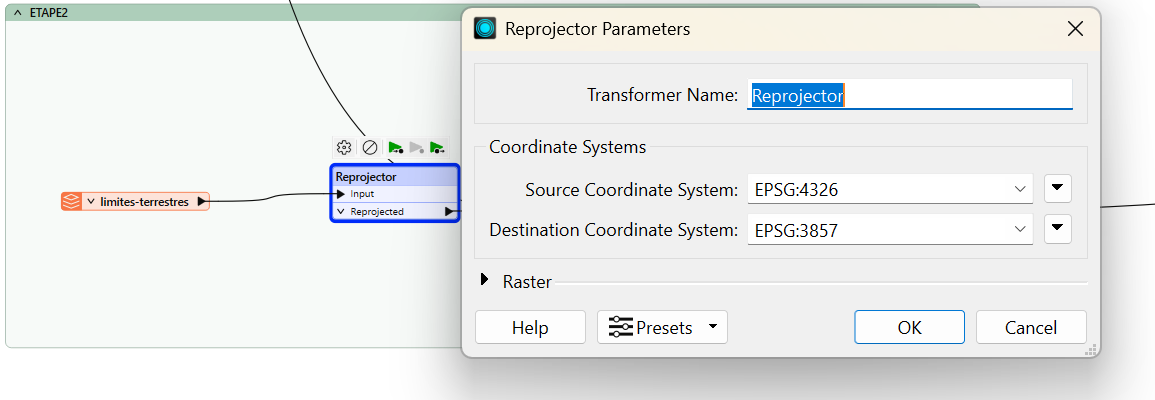 ETAPE2
limites-terrestres
Reprojector
Input
Reprojected
Reprojector Parameters
Transformer Name: Reprojector
Coordinate Systems
Source Coordinate System: EPSG:4326
Destination Coordinate System: EPSG:3857
Raster
Help Presets OK Cancel